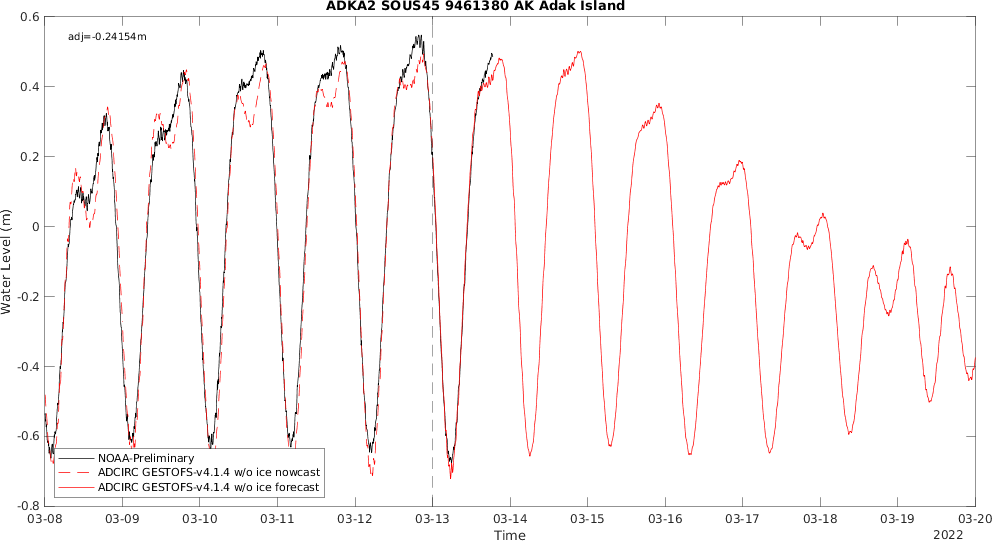 ADKA2 SOUS45 9461380 AK Adak Island
adj=-0.24154m
0.6
0.4
0.2
0
-0.2
-0.4
-0.6
-0.8
Water Level (m)
NOAA-Preliminary
ADCIRC GESTOFS-v4.1.4 w/o ice nowcast
ADCIRC GESTOFS-v4.1.4 w/o ice forecast
03-08 03-09 03-10 03-11 03-12 03-13 03-14 03-15 03-16 03-17 03-18 03-19 03-20
Time
2022